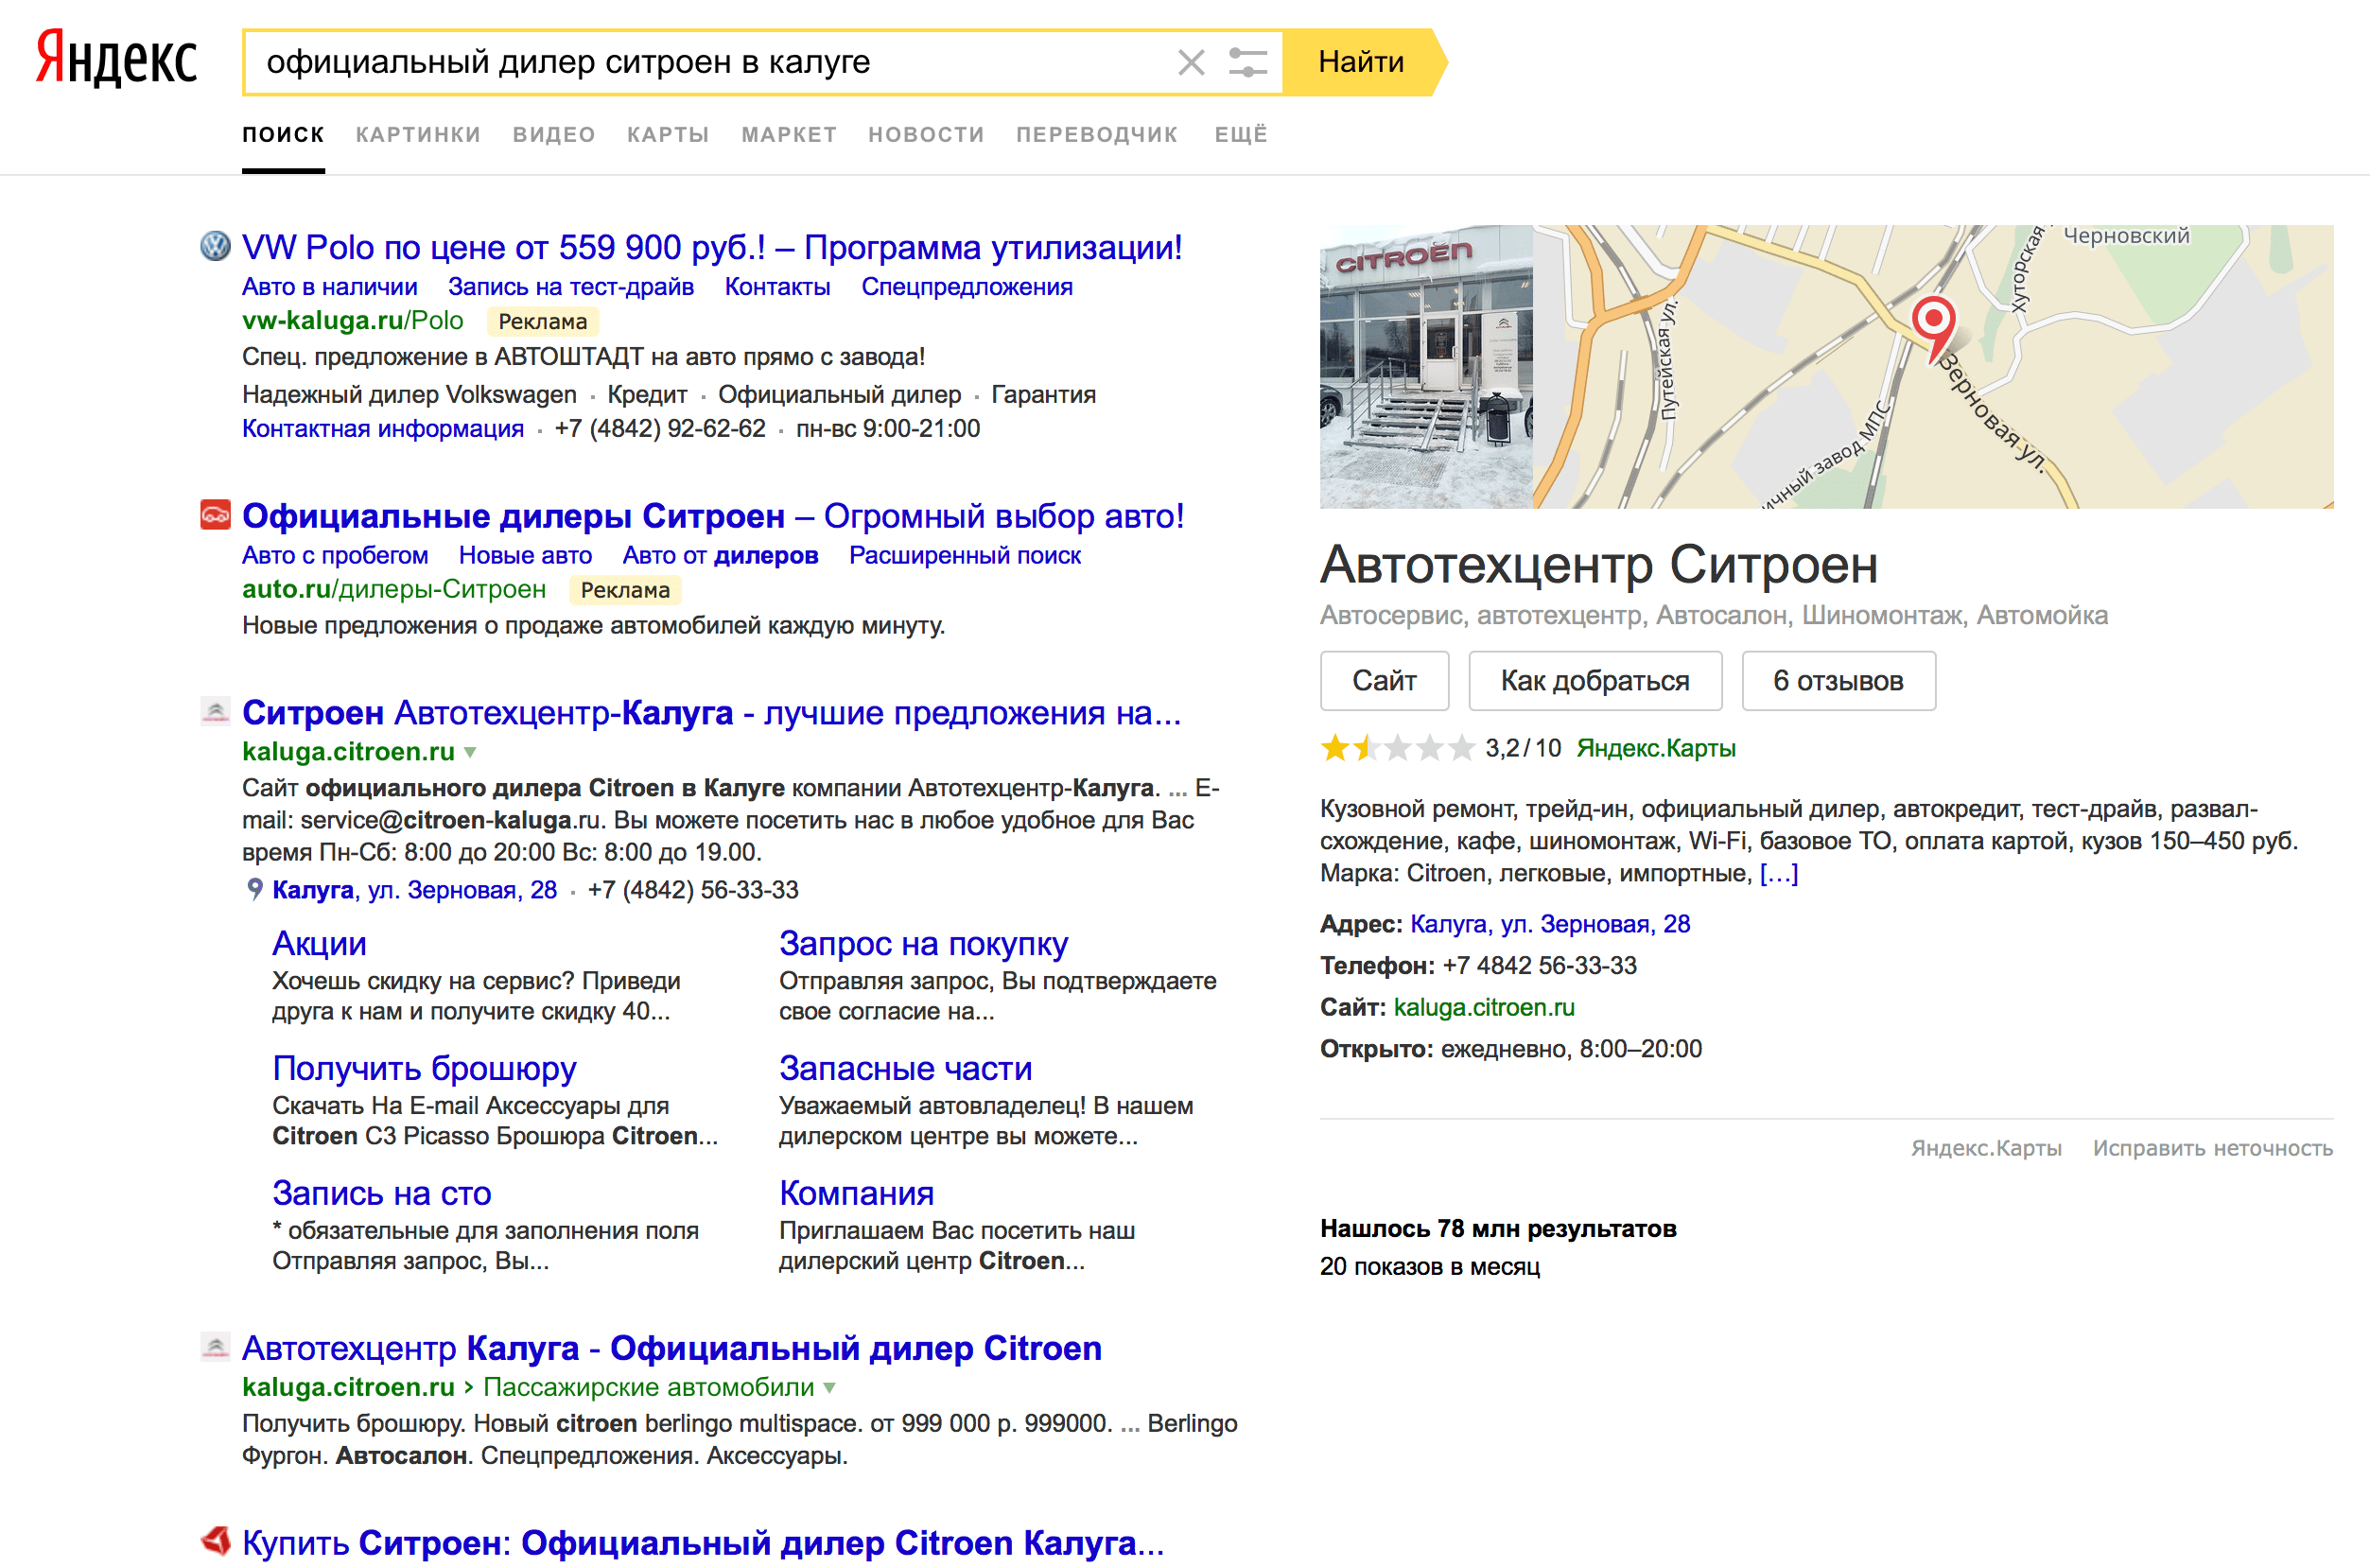 Яндекс
официальный дилер ситроен в калуге
Найти
ПОИСК КАРТИНКИ ВИДЕО КАРТЫ МАРКЕТ НОВОСТИ ПЕРЕВОДЧИК ЕЩЁ
VW Polo по цене от 559 900 руб.! – Программа утилизации!
Авто в наличии Запись на тест-драйв Контакты Спецпредложения
vw-kaluga.ru/Polo Реклама
Спец. предложение в АВТОШТАДТ на авто прямо с завода!
Надежный дилер Volkswagen · Кредит · Официальный дилер · Гарантия
Контактная информация · +7 (4842) 92-62-62 · пн-вс 9:00-21:00
Официальные дилеры Ситроен – Огромный выбор авто!
Авто с пробегом Новые авто Авто от дилеров Расширенный поиск
auto.ru/дилеры-Ситроен Реклама
Новые предложения о продаже автомобилей каждую минуту.
Ситроен Автотехцентр-Калуга - лучшие предложения на...
kaluga.citroen.ru
Сайт официального дилера Citroen в Калуге компании Автотехцентр-Калуга. ... E-
mail: service@citroen-kaluga.ru. Вы можете посетить нас в любое удобное для Вас
время Пн-Сб: 8:00 до 20:00 Вс: 8:00 до 19.00.
Калуга, ул. Зерновая, 28 · +7 (4842) 56-33-33
Акции
Хочешь скидку на сервис? Приведи
друга к нам и получите скидку 40...
Запрос на покупку
Отправляя запрос, Вы подтверждаете
свое согласие на...
Получить брошюру
Скачать На E-mail Аксессуары для
Citroen C3 Picasso Брошюра Citroen...
Запасные части
Уважаемый автовладелец! В нашем
дилерском центре вы можете...
Запись на сто
* обязательные для заполнения поля
Отправляя запрос, Вы...
Компания
Приглашаем Вас посетить наш
дилерский центр Citroen...
Автотехцентр Калуга - Официальный дилер Citroen
kaluga.citroen.ru › Пассажирские автомобили
Получить брошюру. Новый citroen berlingo multispace. от 999 000 р. 999000. ... Berlingo
Фургон. Автосалон. Спецпредложения. Аксессуары.
Купить Ситроен: Официальный дилер Citroen Калуга...
CITROËN
Черновский
Хуторская
Путейская ул.
Зерновая ул.
ичный завод МПС
Автотехцентр Ситроен
Автосервис, автотехцентр, Автосалон, Шиномонтаж, Автомойка
Сайт Как добраться 6 отзывов
3,2/10 Яндекс.Карты
Кузовной ремонт, трейд-ин, официальный дилер, автокредит, тест-драйв, развал-
схождение, кафе, шиномонтаж, Wi-Fi, базовое ТО, оплата картой, кузов 150–450 руб.
Марка: Citroen, легковые, импортные, [...]
Адрес: Калуга, ул. Зерновая, 28
Телефон: +7 4842 56-33-33
Сайт: kaluga.citroen.ru
Открыто: ежедневно, 8:00–20:00
Яндекс.Карты Исправить неточность
Нашлось 78 млн результатов
20 показов в месяц